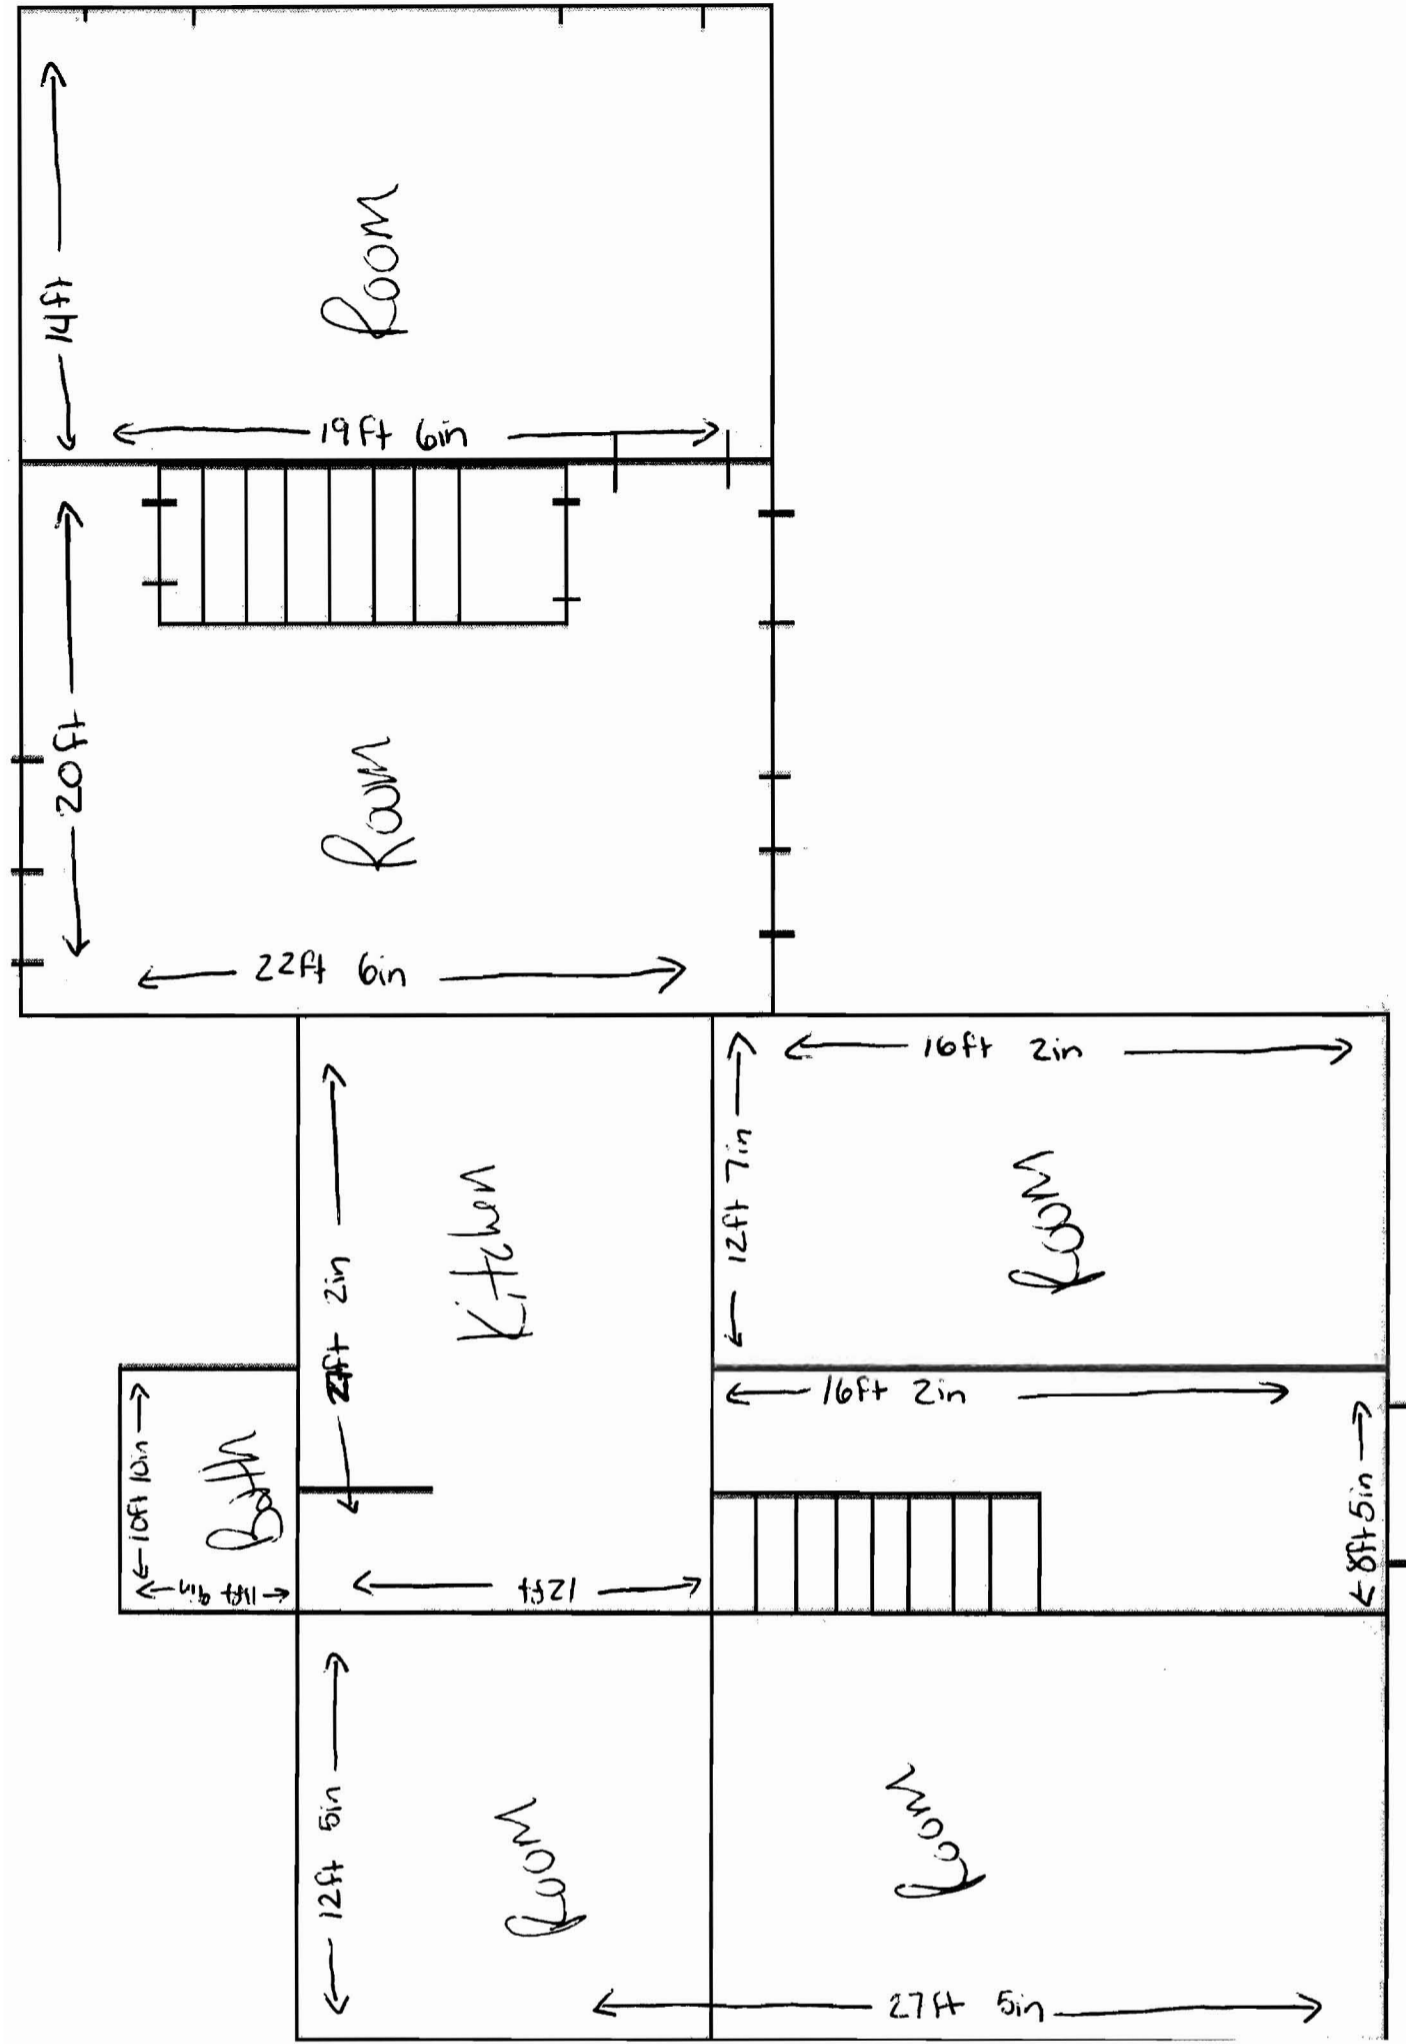 14ft
Room
19ft 6in
20ft
Room
22ft 6in
16ft 2in
12ft 7in
Room
2in
Kitchen
16ft 2in
10ft 10in
Bath
11ft 9in
12ft
8ft 5in
12ft 5in
Room
Room
27ft 5in